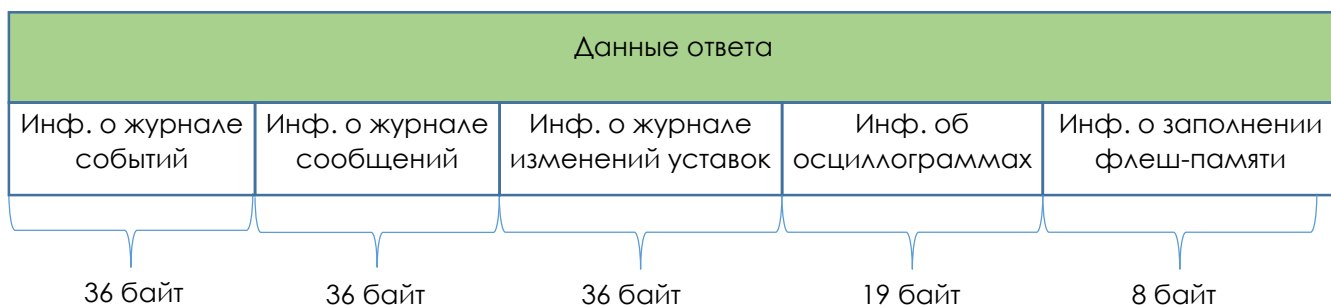 Данные ответа
Инф. о журнале
событий
Инф. о журнале
сообщений
Инф. о журнале
изменений уставок
Инф. об
осциллограммах
Инф. о заполнении
флеш-памяти
36 байт
36 байт
36 байт
19 байт
8 байт